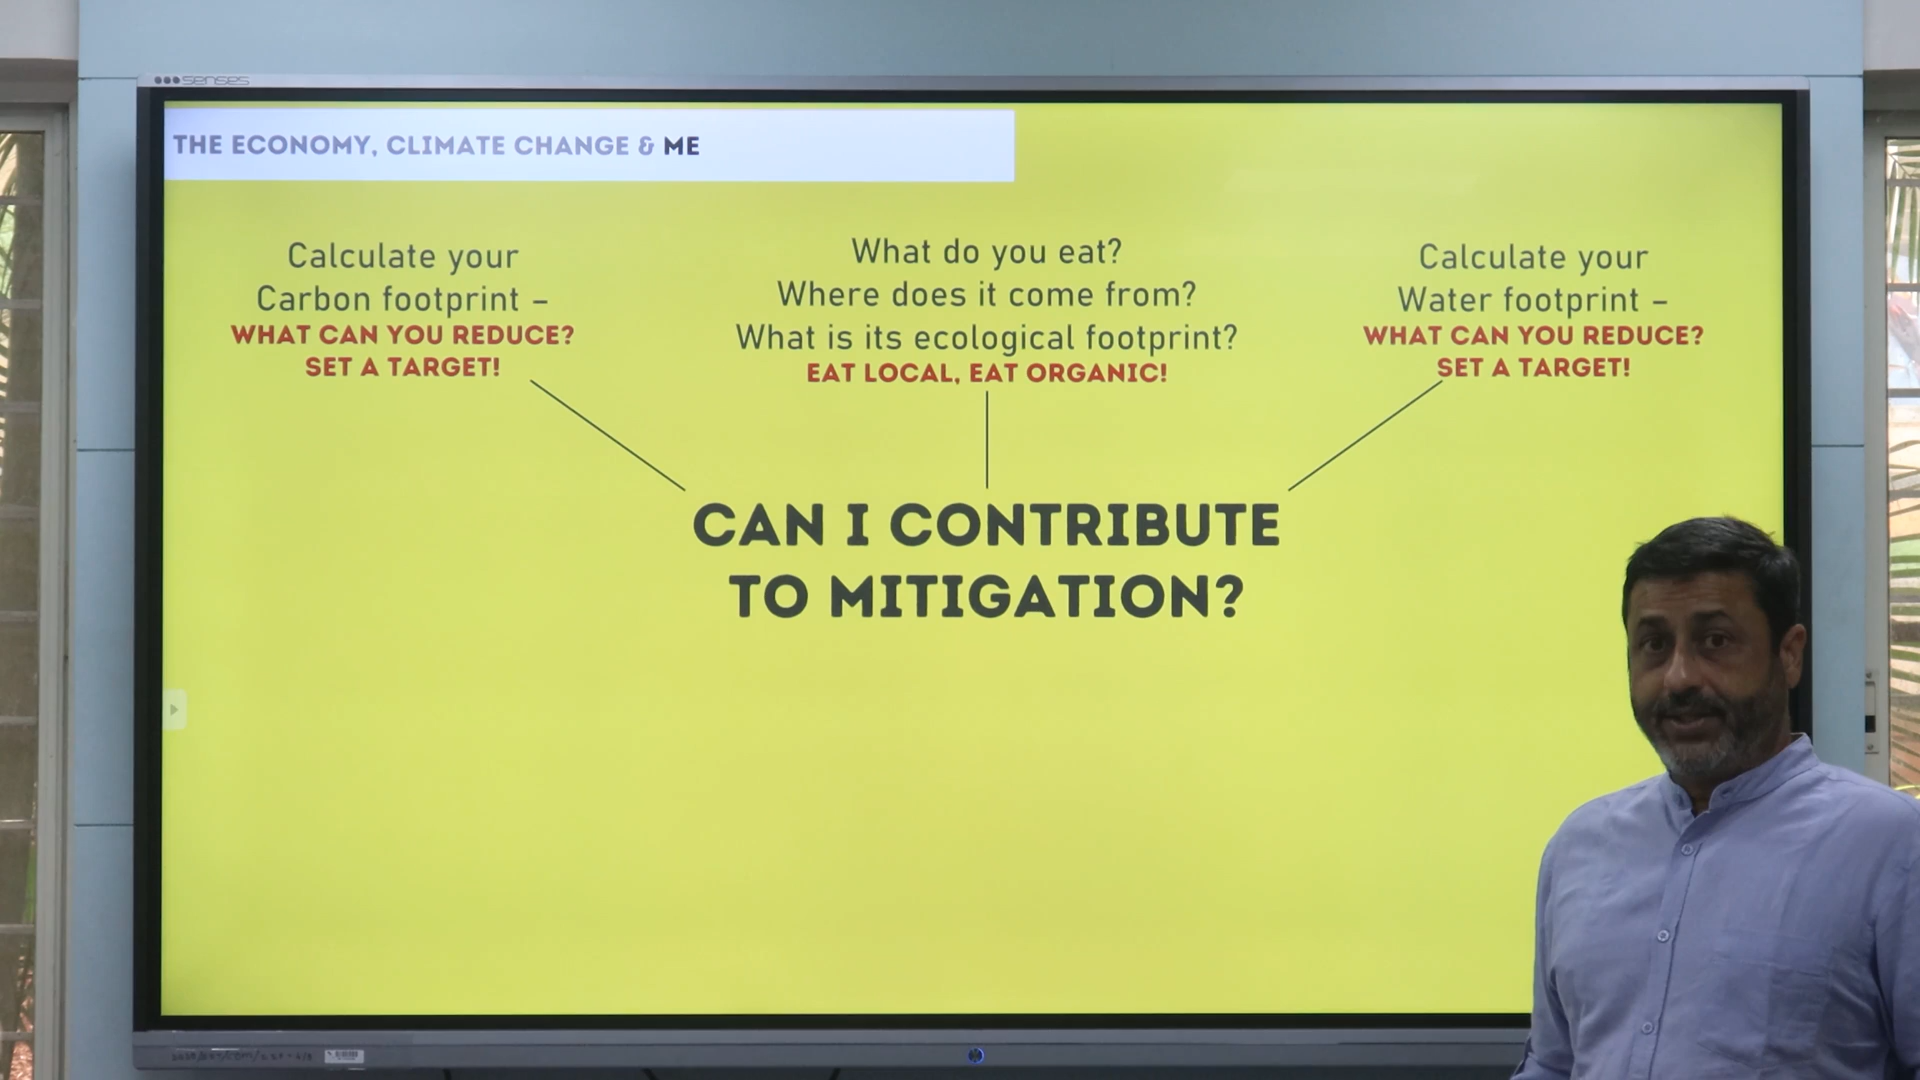 senses
THE ECONOMY, CLIMATE CHANGE & ME
Calculate your
Carbon footprint –
WHAT CAN YOU REDUCE?
SET A TARGET!
What do you eat?
Where does it come from?
What is its ecological footprint?
EAT LOCAL, EAT ORGANIC!
Calculate your
Water footprint –
WHAT CAN YOU REDUCE?
SET A TARGET!
CAN I CONTRIBUTE
TO MITIGATION?